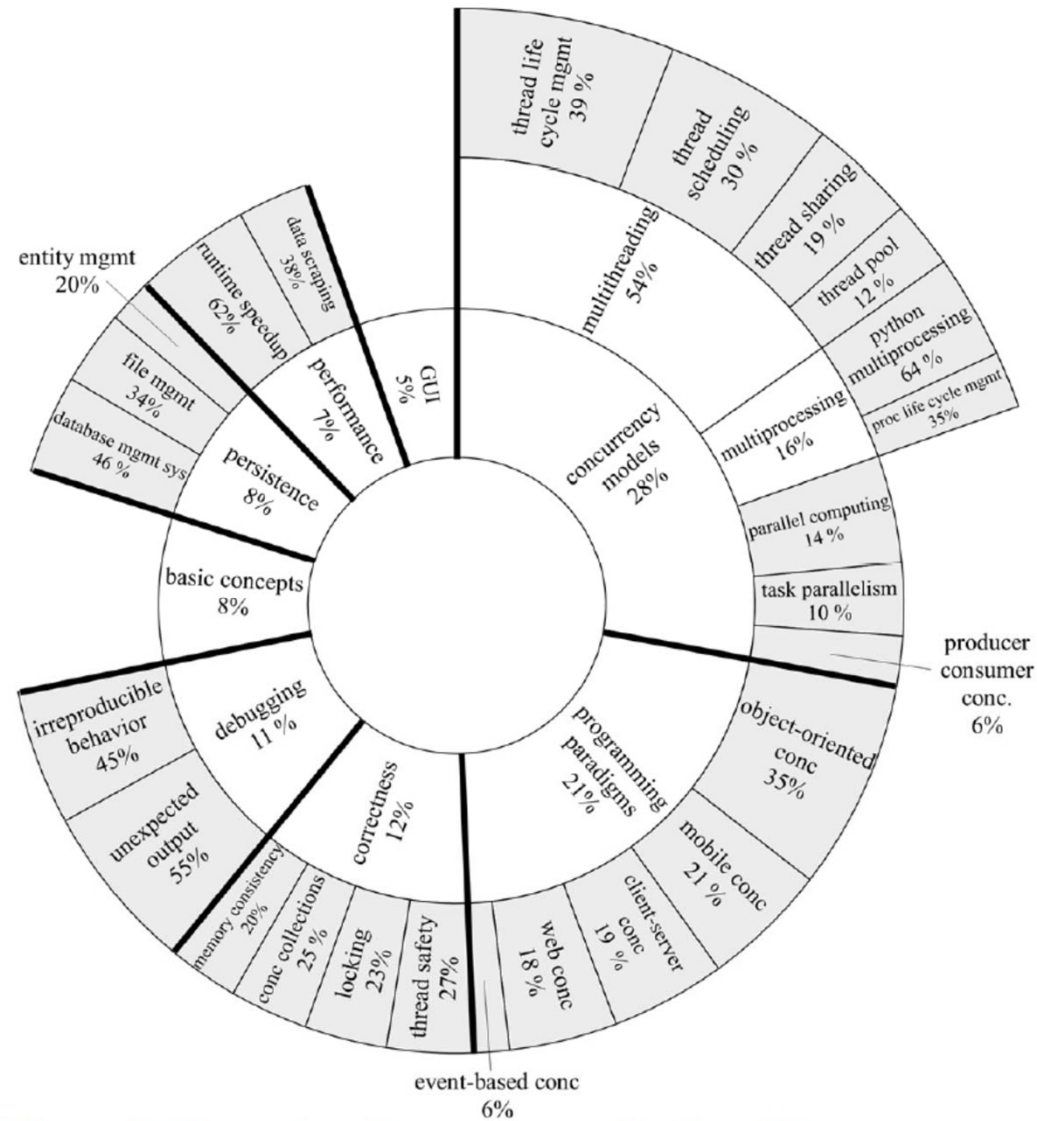 thread life
cycle mgmt
39 %
thread
scheduling
30 %
thread sharing
19 %
thread pool
12 %
python
multiprocessing
64 %
proc life cycle mgmt
35%
multithreading
54%
multiprocessing
16%
concurrency
models
28%
parallel computing
14 %
task parallelism
10 %
producer
consumer
conc.
6%
programming
paradigms
21%
object-oriented
conc
35%
mobile conc
21 %
client-server
conc
19 %
web conc
18 %
event-based conc
6%
correctness
12%
thread safety
27%
locking
23%
conc collections
25 %
memory consistency
20%
debugging
11 %
unexpected
output
55%
irreproducible
behavior
45%
basic concepts
8%
persistence
8%
database mgmt sys
46 %
file mgmt
34%
entity mgmt
20%
performance
7%
runtime speedup
62%
data scraping
38%
GUI
5%